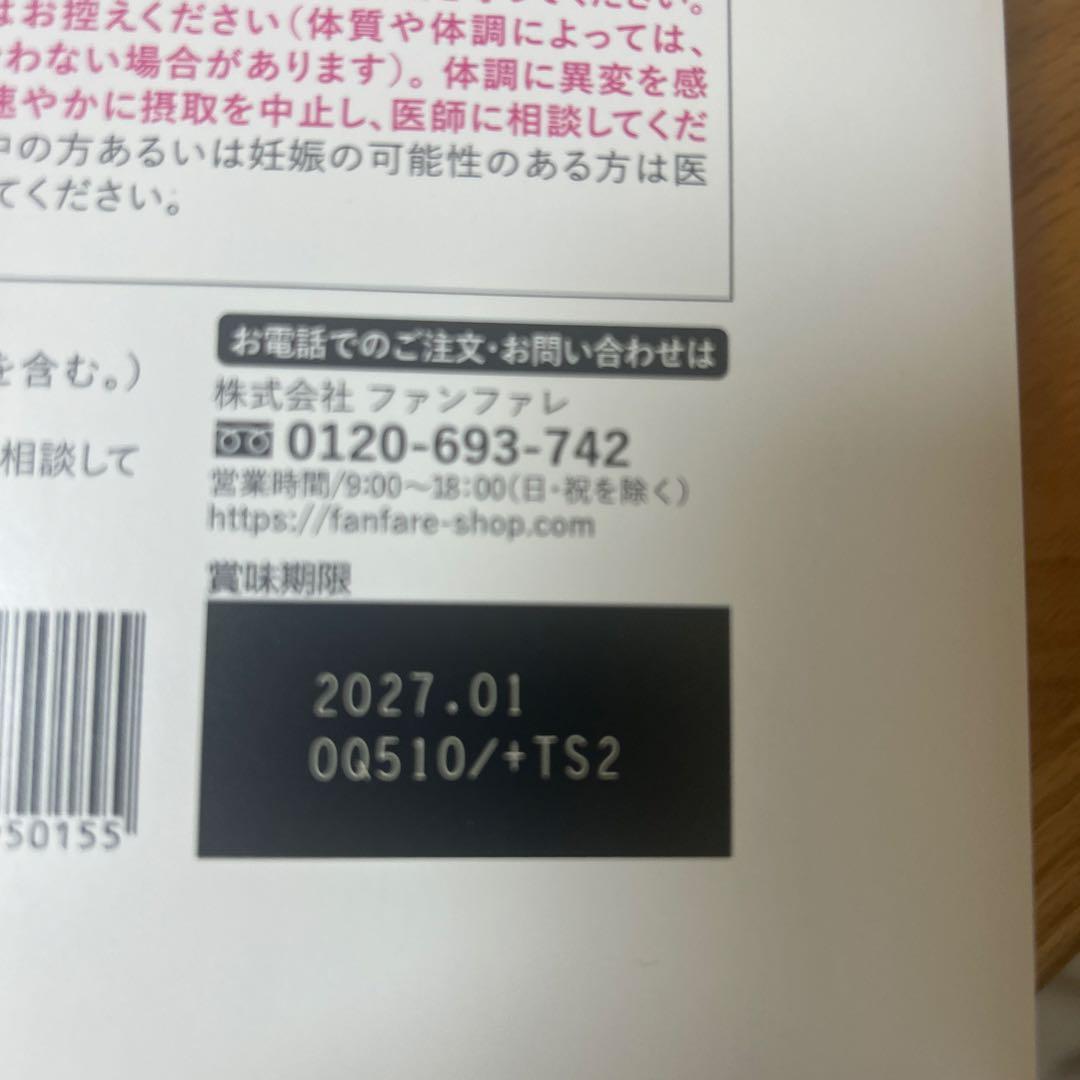 はお控えください（体質や体調によっては、
わない場合があります）。体調に異変を感
速やかに摂取を中止し、医師に相談してくだ
中の方あるいは妊娠の可能性のある方は医
てください。
を含む。）
相談して
お電話でのご注文・お問い合わせは
株式会社 ファンファレ
0120-693-742
営業時間/9:00〜18:00（日・祝を除く）
https://fanfare-shop.com
賞味期限
2027.01
0Q510/+TS2
50155